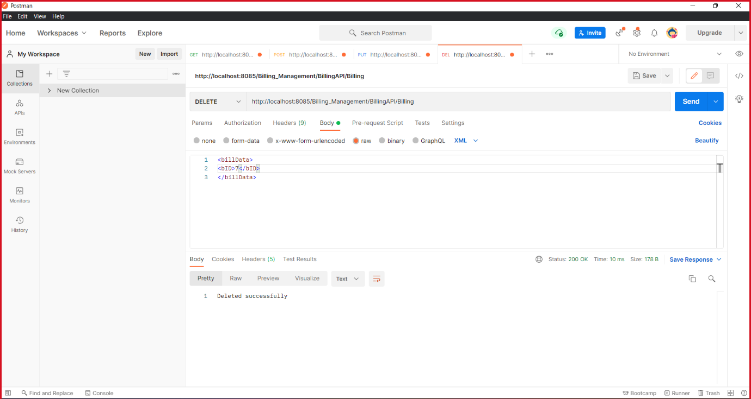 Postman
File Edit View Help
Home Workspaces Reports Explore Search Postman Invite Upgrade
My Workspace New Import GET http://localhost:80... POST http://localhost:8... PUT http://localhost:80... DEL http://localhost:80... No Environment
Collections
New Collection
http://localhost:8085/Billing_Management/BillingAPI/Billing Save
DELETE http://localhost:8085/Billing_Management/BillingAPI/Billing Send
APIs
Params Authorization Headers (9) Body Pre-request Script Tests Settings Cookies
Environments
none form-data x-www-form-urlencoded raw binary GraphQL XML Beautify
Mock Servers
1 <billData>
2 <bID>7</bID>
3 </billData>
Monitors
History
Body Cookies Headers (5) Test Results Status: 200 OK Time: 10 ms Size: 178 B Save Response
Pretty Raw Preview Visualize Text
1 Deleted successfully
Find and Replace Console Bootcamp Runner Trash